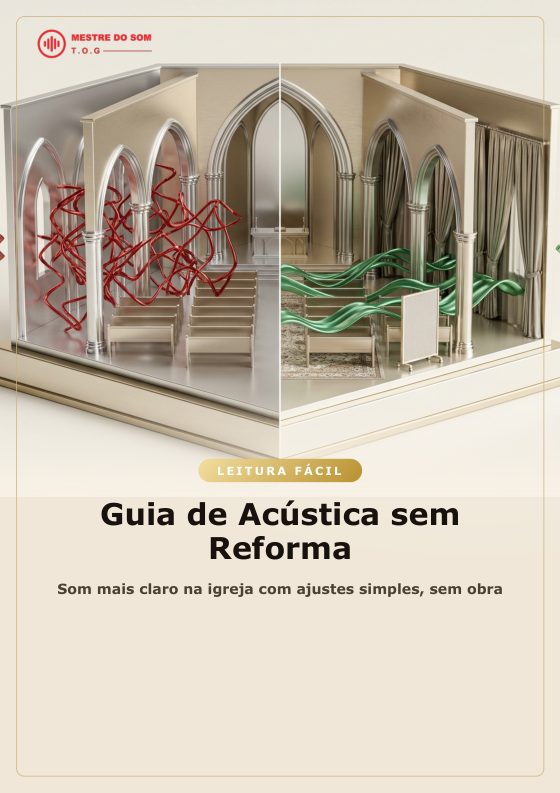 MESTRE DO SOM
T.O.G
LEITURA FÁCIL
Guia de Acústica sem
Reforma
Som mais claro na igreja com ajustes simples, sem obra